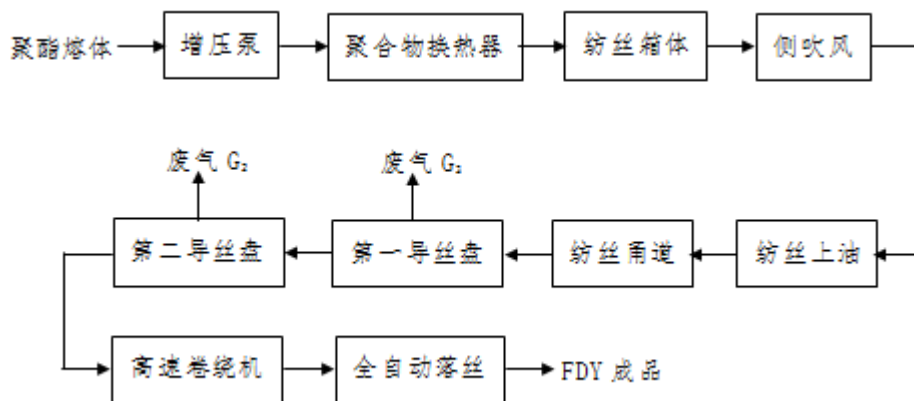 聚酯熔体 增压泵 聚合物换热器 纺丝箱体 侧吹风
废气 G₂ 废气 G₂
第二导丝盘 第一导丝盘 纺丝甬道 纺丝上油
高速卷绕机 全自动落丝 FDY 成品